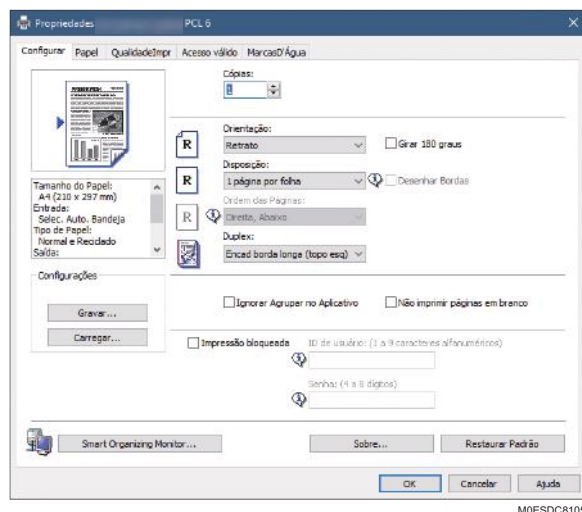 Propriedades PCL 6
Configurar Papel QualidadeImpr Acesso válido MarcasD'Água
Cópias:
1
Orientação:
Retrato Girar 180 graus
Disposição:
1 página por folha Desenhar Bordas
Ordem das Páginas:
Direita, Abaixo
Duplex:
Encad borda longa (topo esq)
Tamanho do Papel:
A4 (210 x 297 mm)
Entrada:
Selec. Auto. Bandeja
Tipo de Papel:
Normal e Reciclado
Saída:
Configurações
Gravar...
Carregar...
Ignorar Agrupar no Aplicativo Não imprimir páginas em branco
Impressão bloqueada ID de usuário: (1 a 9 caracteres alfanuméricos)
Senha: (4 a 8 dígitos)
Smart Organizing Monitor... Sobre... Restaurar Padrão
OK Cancelar Ajuda